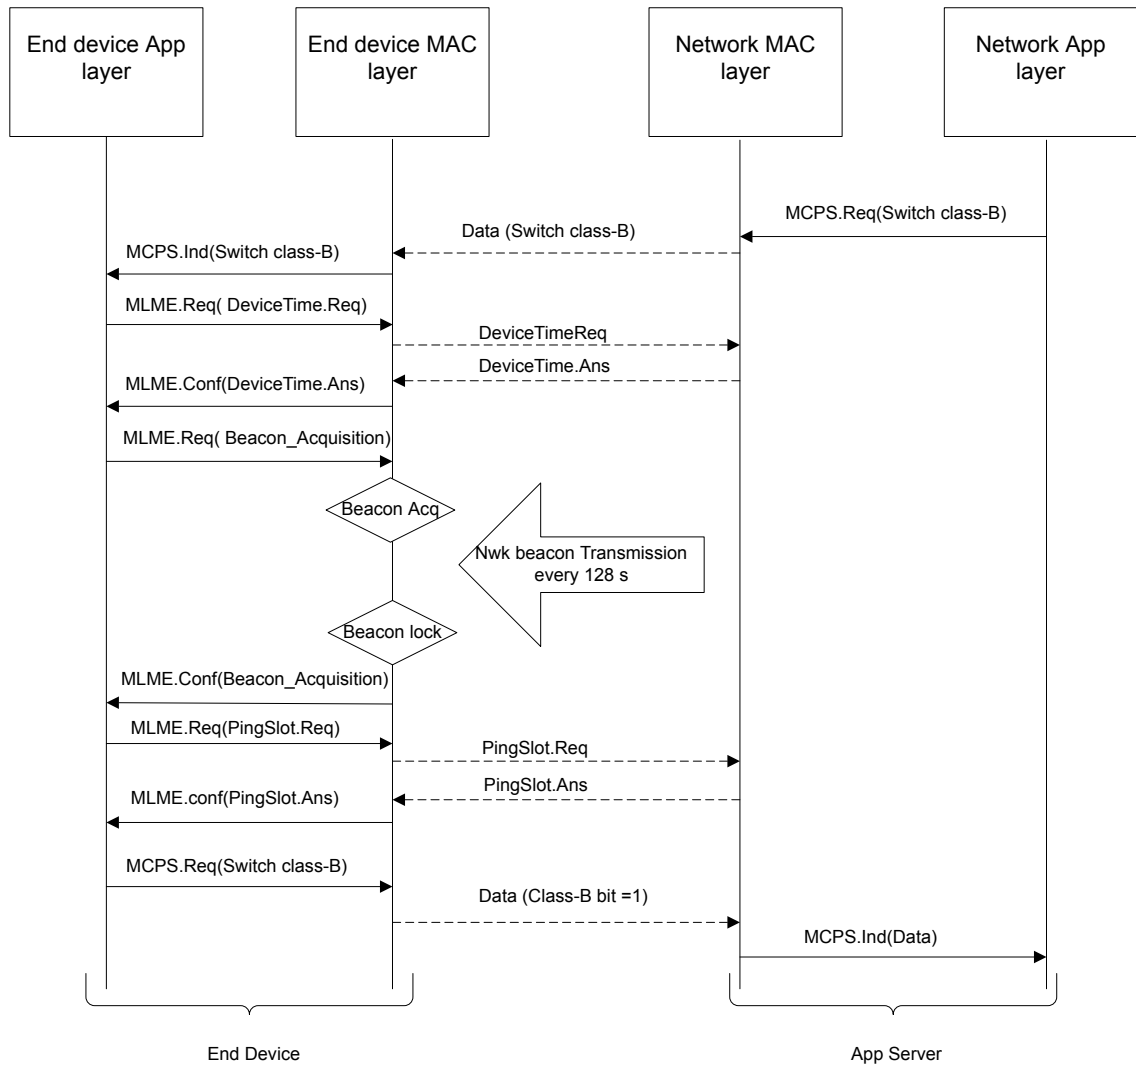 End device App
layer
End device MAC
layer
Network MAC
layer
Network App
layer
MCPS.Req(Switch class-B)
Data (Switch class-B)
MCPS.Ind(Switch class-B)
MLME.Req( DeviceTime.Req)
DeviceTimeReq
DeviceTime.Ans
MLME.Conf(DeviceTime.Ans)
MLME.Req( Beacon_Acquisition)
Beacon Acq
Nwk beacon Transmission
every 128 s
Beacon lock
MLME.Conf(Beacon_Acquisition)
MLME.Req(PingSlot.Req)
PingSlot.Req
PingSlot.Ans
MLME.conf(PingSlot.Ans)
MCPS.Req(Switch class-B)
Data (Class-B bit =1)
MCPS.Ind(Data)
End Device
App Server